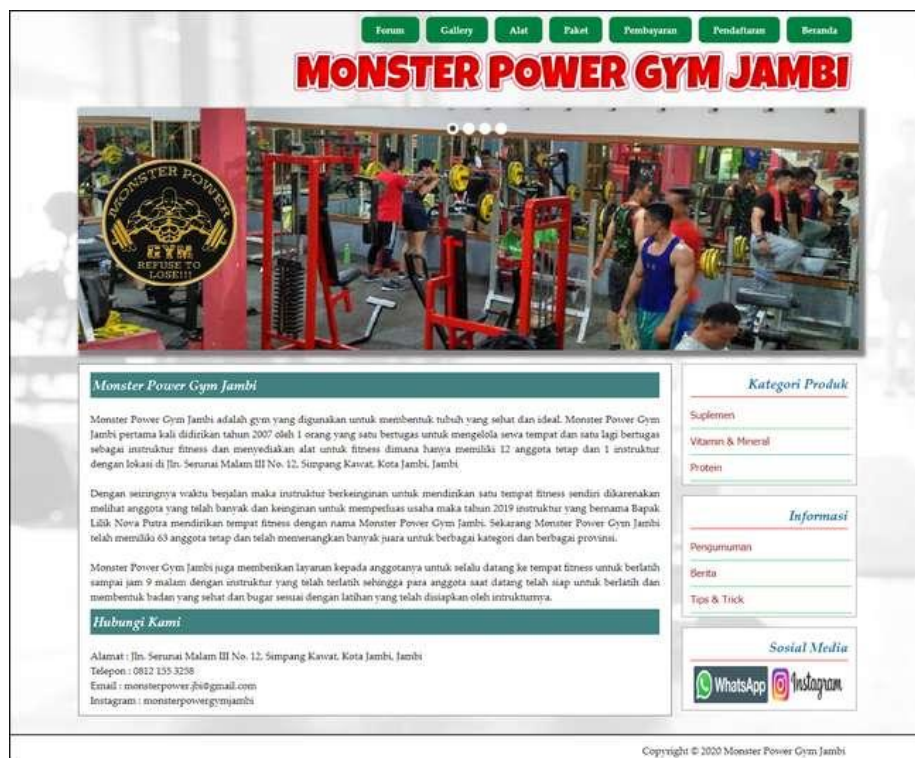 Forum Gallery Alat Paket Pembayaran Pendaftaran Beranda
MONSTER POWER GYM JAMBI
MONSTER POWER
GYM
REFUSE TO
LOSE!!!
Monster Power Gym Jambi
Monster Power Gym Jambi adalah gym yang digunakan untuk membentuk tubuh yang sehat dan ideal. Monster Power Gym
Jambi pertama kali didirikan tahun 2007 oleh 1 orang yang satu bertugas untuk mengelola sewa tempat dan satu lagi bertugas
sebagai instruktur fitness dan menyediakan alat untuk fitness dimana hanya memiliki 12 anggota tetap dan 1 instruktur
dengan lokasi di Jln. Serunai Malam III No. 12, Simpang Kawat, Kota Jambi, Jambi
Dengan seiringnya waktu berjalan maka instruktur berkeinginan untuk mendirikan satu tempat fitness sendiri dikarenakan
melihat anggota yang telah banyak dan keinginan untuk memperluas usaha maka tahun 2019 instruktur yang bernama Bapak
Lilik Nova Putra mendirikan tempat fitness dengan nama Monster Power Gym Jambi. Sekarang Monster Power Gym Jambi
telah memiliki 63 anggota tetap dan telah memenangkan banyak juara untuk berbagai kategori dan berbagai provinsi.
Monster Power Gym Jambi juga memberikan layanan kepada anggotanya untuk selalu datang ke tempat fitness untuk berlatih
sampai jam 9 malam dengan instruktur yang telah terlatih sehingga para anggota saat datang telah siap untuk berlatih dan
membentuk badan yang sehat dan bugar sesuai dengan latihan yang telah disiapkan oleh intrukturnya.
Hubungi Kami
Alamat : Jln. Serunai Malam III No. 12, Simpang Kawat, Kota Jambi, Jambi
Telepon : 0812 155 3258
Email : monsterpower.jbi@gmail.com
Instagram : monsterpowergymjambi
Kategori Produk
Suplemen
Vitamin & Mineral
Protein
Informasi
Pengumuman
Berita
Tips & Trick
Sosial Media
WhatsApp Instagram
Copyright © 2020 Monster Power Gym Jambi